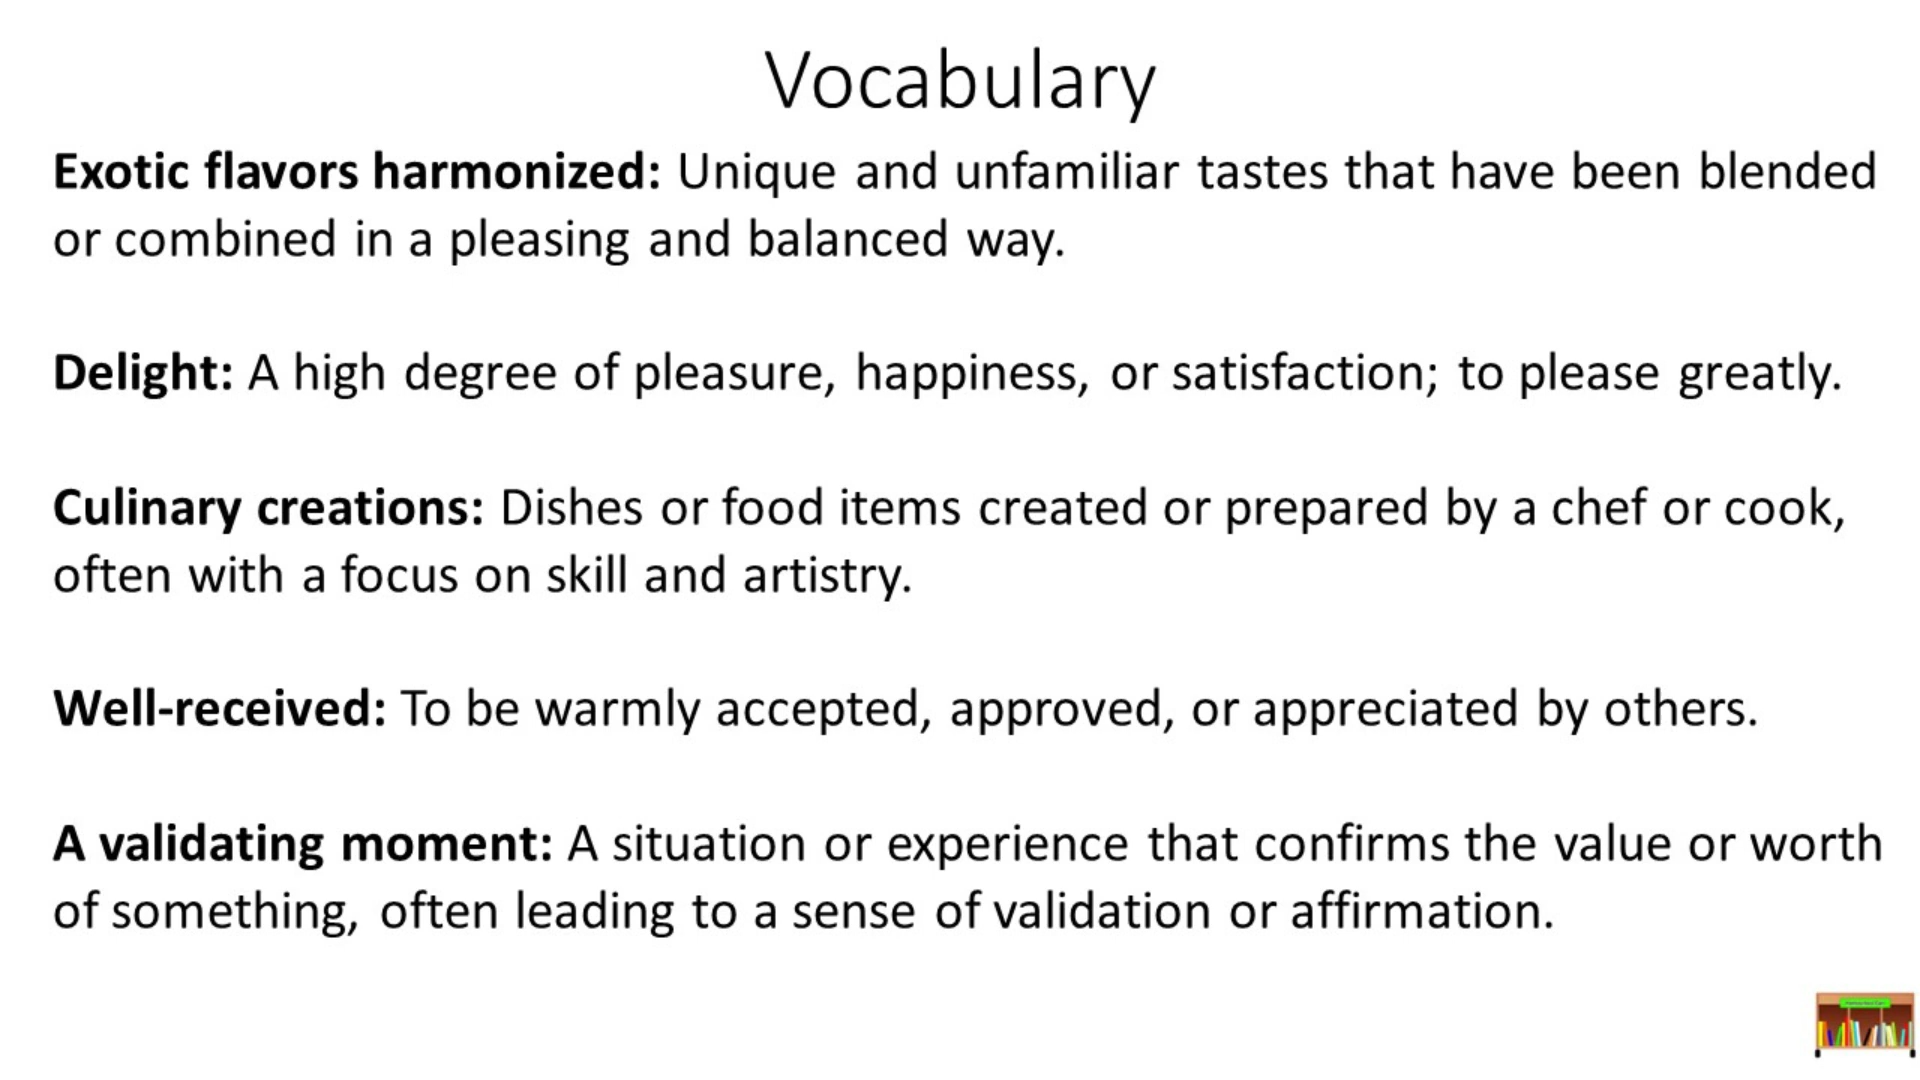 Vocabulary
Exotic flavors harmonized: Unique and unfamiliar tastes that have been blended
or combined in a pleasing and balanced way.
Delight: A high degree of pleasure, happiness, or satisfaction; to please greatly.
Culinary creations: Dishes or food items created or prepared by a chef or cook,
often with a focus on skill and artistry.
Well-received: To be warmly accepted, approved, or appreciated by others.
A validating moment: A situation or experience that confirms the value or worth
of something, often leading to a sense of validation or affirmation.